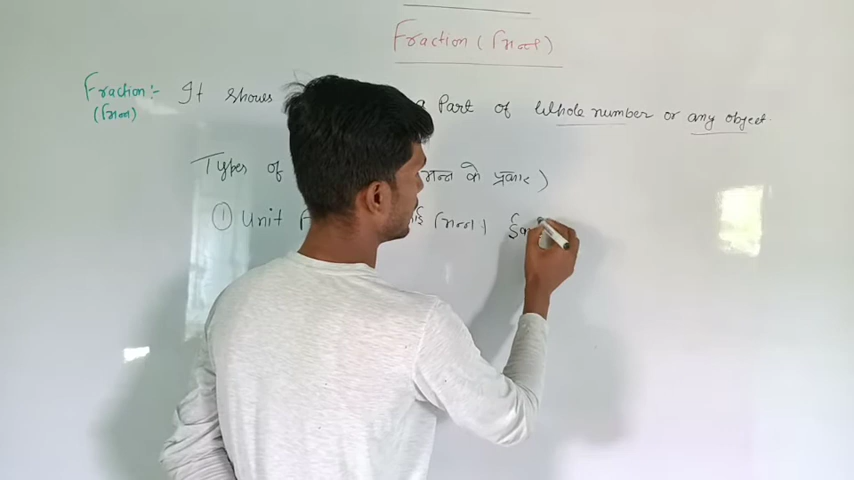 Fraction (भिन्न)
Fraction :- It shows a Part of Whole number or any object.
(भिन्न)
Types of भिन्न के प्रकार )
① Unit भिन्न